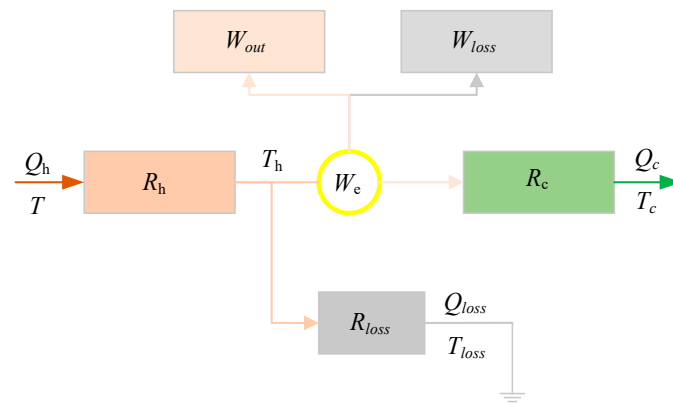 W_out
W_loss
Q_h
T
R_h
T_h
W_e
R_c
Q_c
T_c
R_loss
Q_loss
T_loss